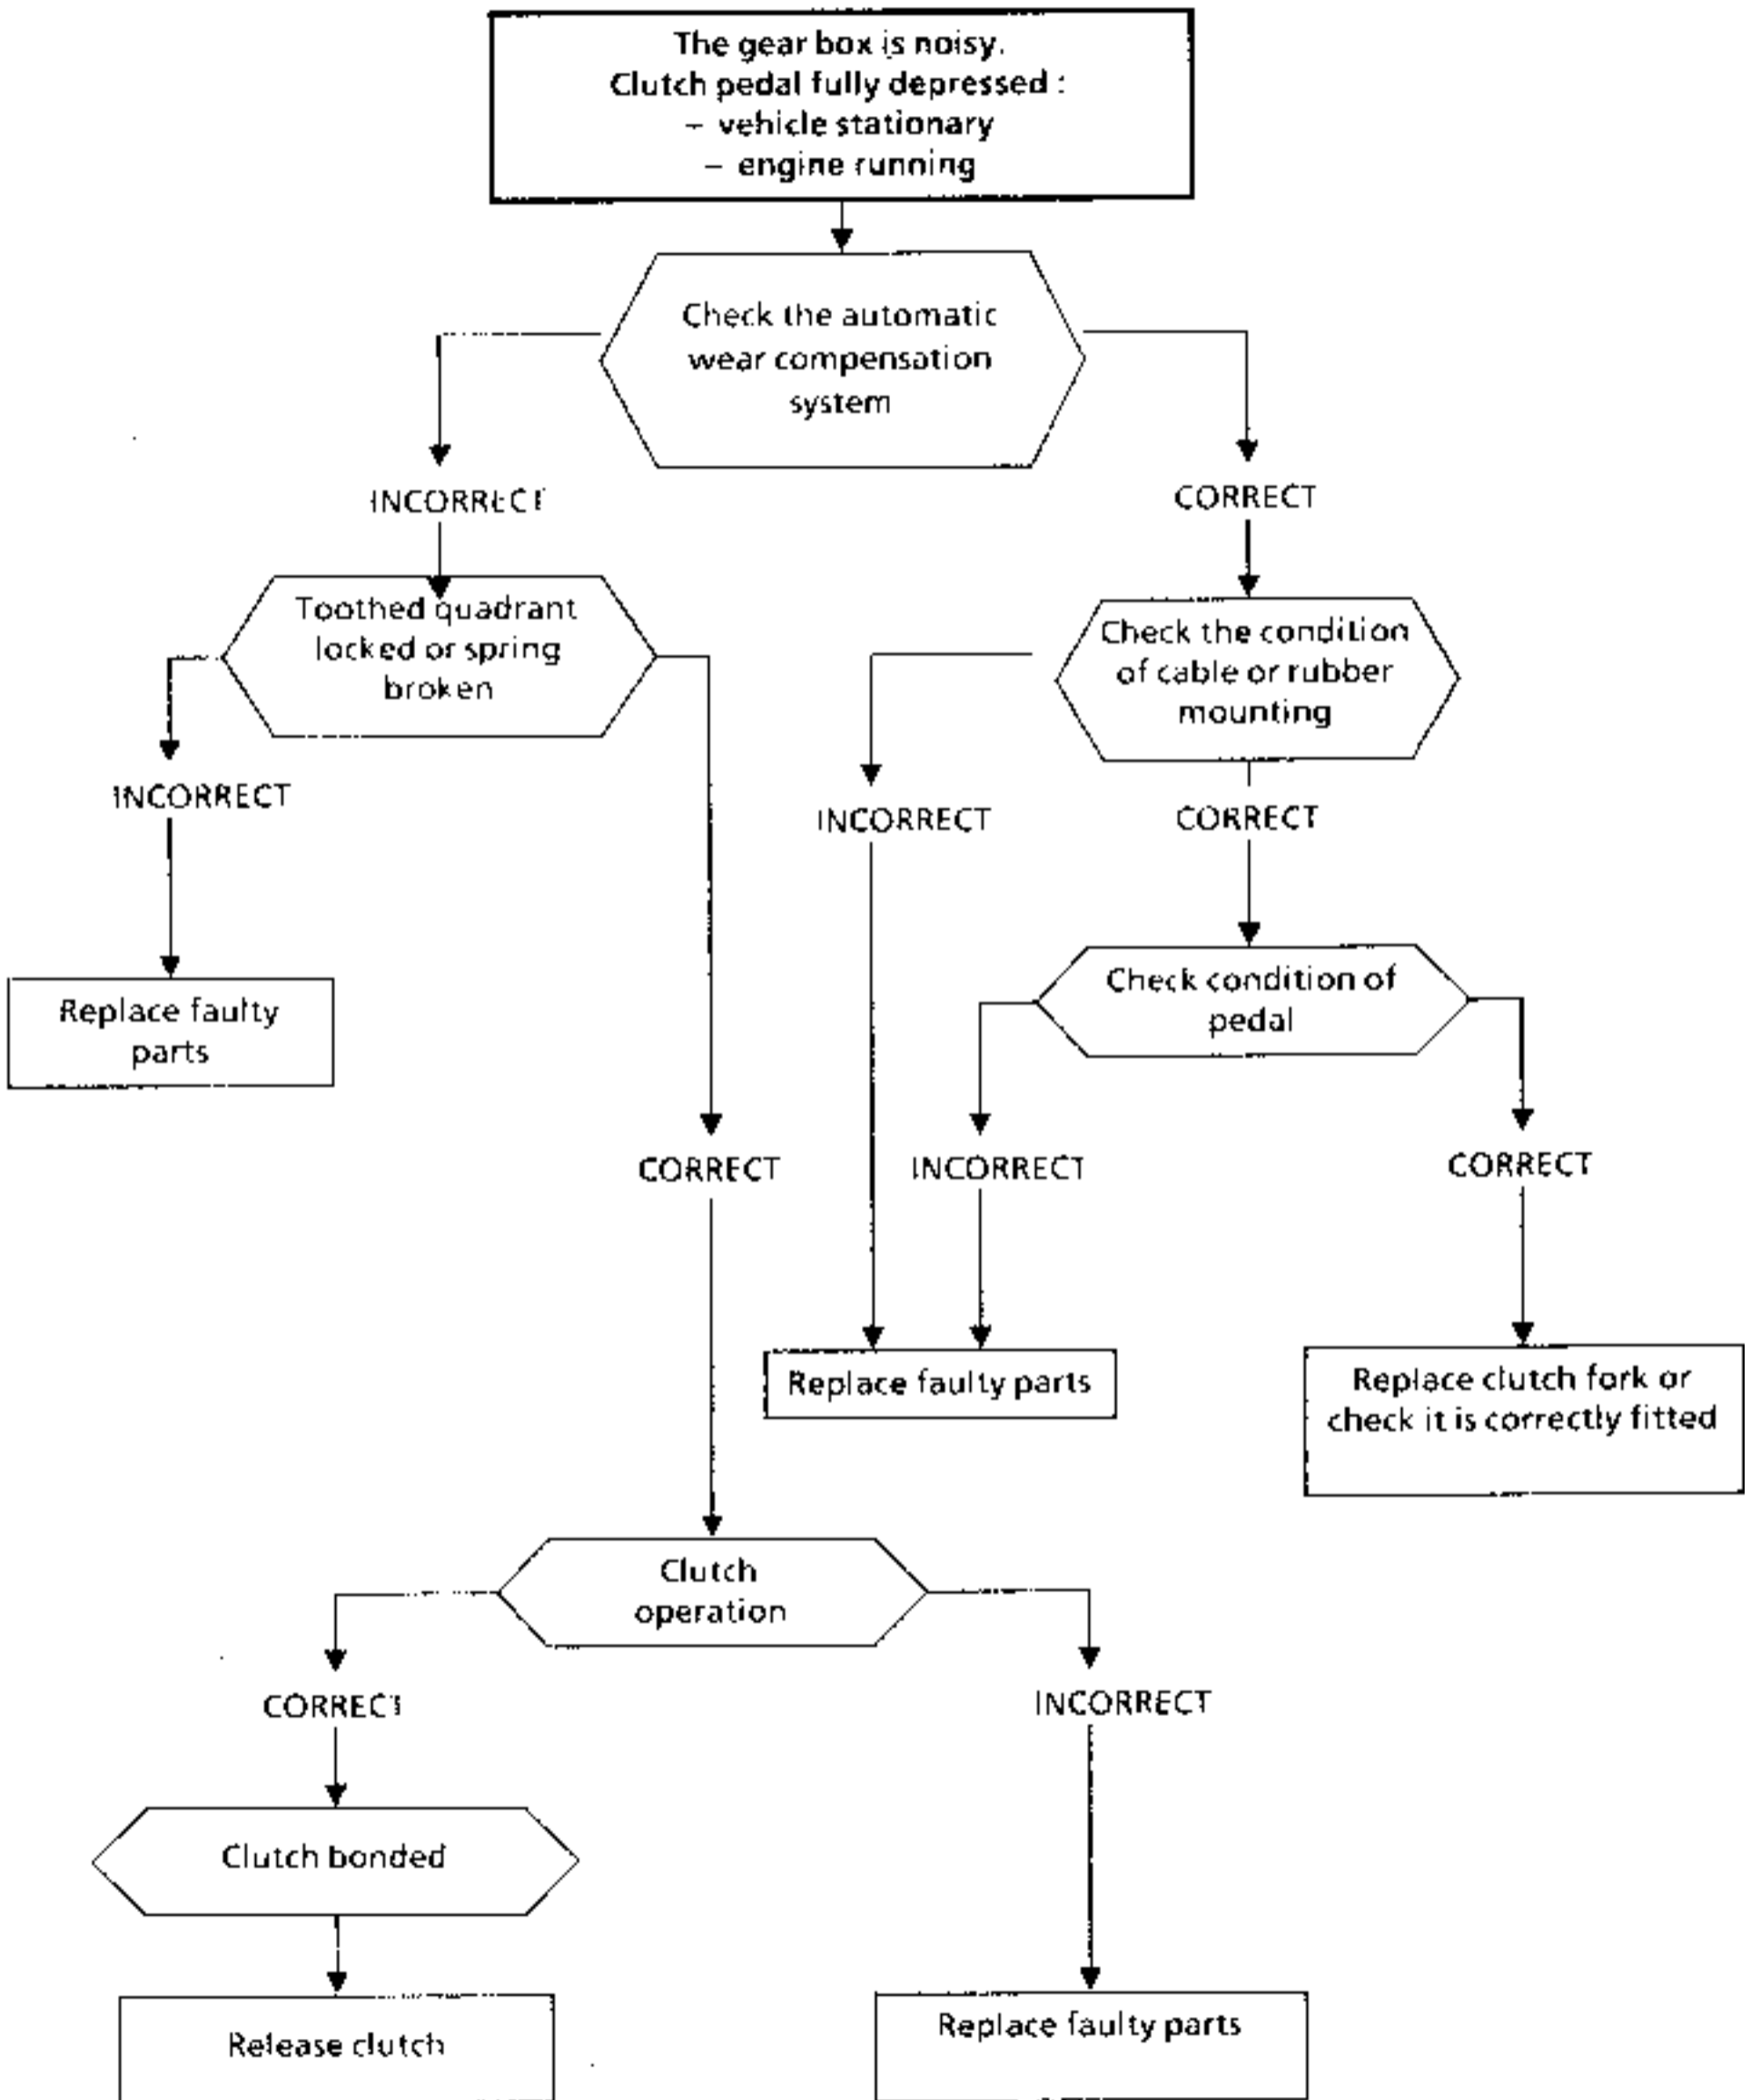 The gear box is noisy.
Clutch pedal fully depressed :
– vehicle stationary
– engine running
Check the automatic
wear compensation
system
INCORRECT
CORRECT
Toothed quadrant
locked or spring
broken
Check the condition
of cable or rubber
mounting
INCORRECT
INCORRECT
CORRECT
Check condition of
pedal
Replace faulty
parts
CORRECT
INCORRECT
CORRECT
Replace faulty parts
Replace clutch fork or
check it is correctly fitted
Clutch
operation
CORRECT
INCORRECT
Clutch bonded
Release clutch
Replace faulty parts